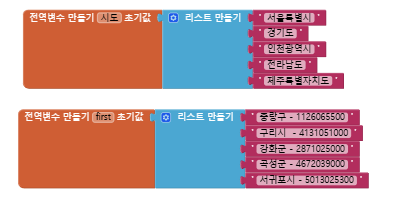 전역변수 만들기 시도 초기값 리스트 만들기 " 서울특별시 "
" 경기도 "
" 인천광역시 "
" 전라남도 "
" 제주특별자치도 "
전역변수 만들기 first 초기값 리스트 만들기 " 중랑구 - 1126065500 "
" 구리시 - 4131051000 "
" 강화군 - 2871025000 "
" 곡성군 - 4672039000 "
" 서귀포시 - 5013025300 "